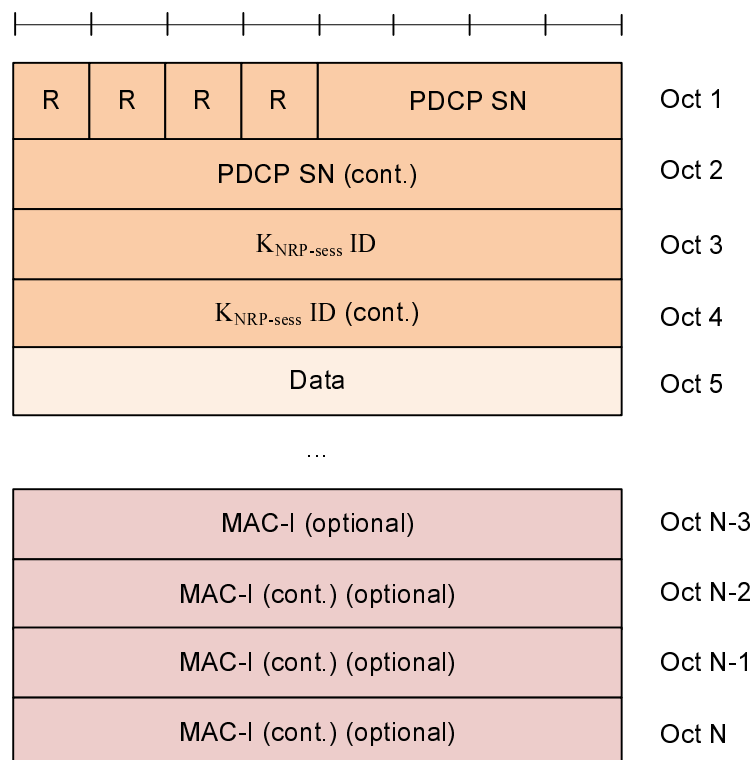 R R R R PDCP SN Oct 1
PDCP SN (cont.) Oct 2
K_NRP-sess ID Oct 3
K_NRP-sess ID (cont.) Oct 4
Data Oct 5
...
MAC-I (optional) Oct N-3
MAC-I (cont.) (optional) Oct N-2
MAC-I (cont.) (optional) Oct N-1
MAC-I (cont.) (optional) Oct N